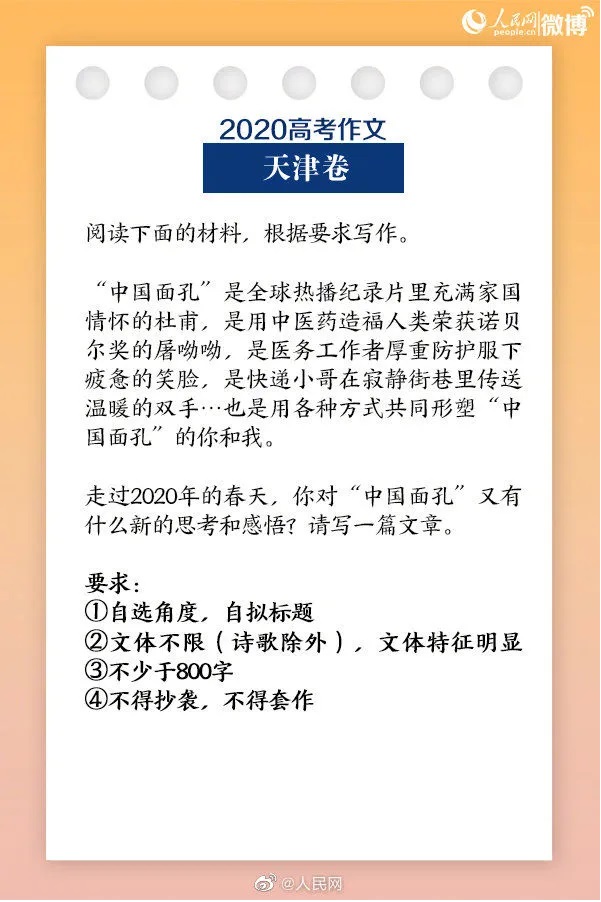 人民网 微博
people.cn
2020高考作文
天津卷
阅读下面的材料，根据要求写作。
“中国面孔”是全球热播纪录片里充满家国
情怀的杜甫，是用中医药造福人类荣获诺贝
尔奖的屠呦呦，是医务工作者厚重防护服下
疲惫的笑脸，是快递小哥在寂静街巷里传送
温暖的双手…也是用各种方式共同形塑“中
国面孔”的你和我。
走过2020年的春天，你对“中国面孔”又有
什么新的思考和感悟？请写一篇文章。
要求：
①自选角度，自拟标题
②文体不限（诗歌除外），文体特征明显
③不少于800字
④不得抄袭，不得套作
@人民网